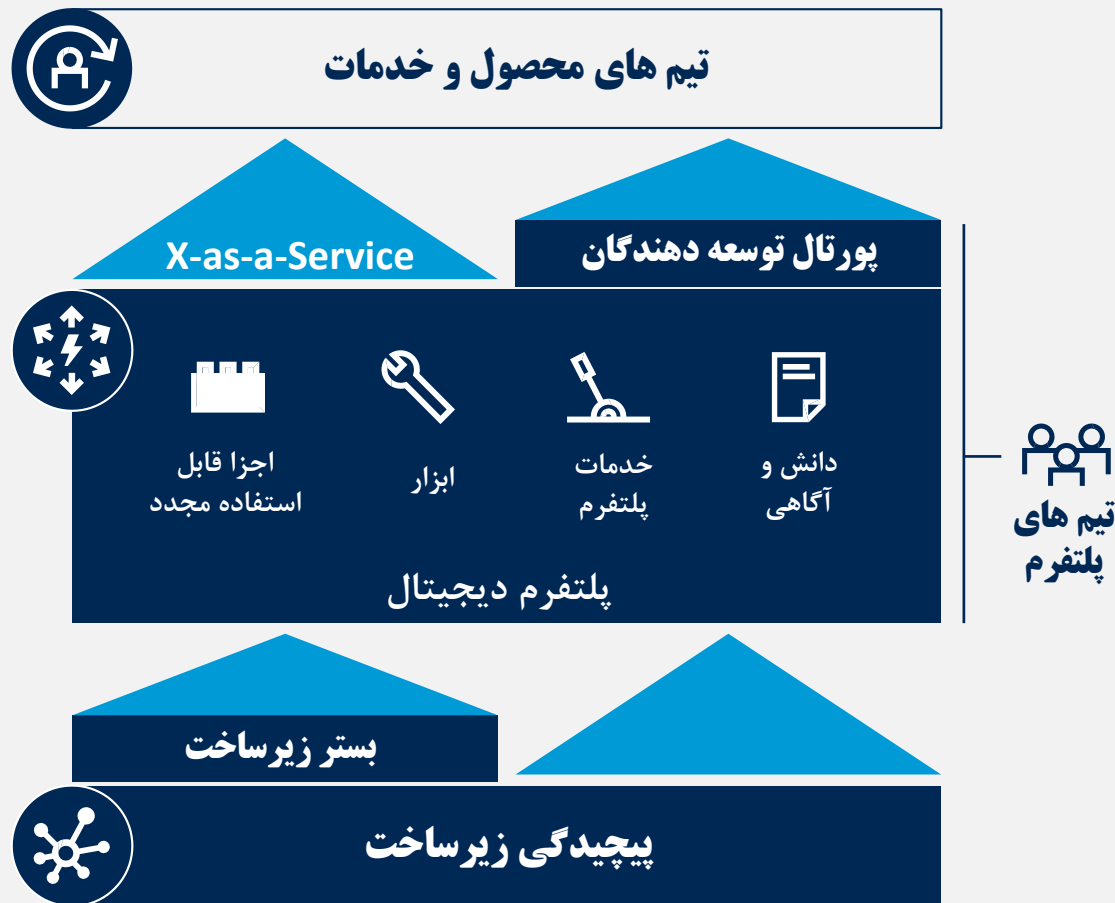 تیم های محصول و خدمات
پورتال توسعه دهندگان
X-as-a-Service
دانش و
آگاهی
خدمات
پلتفرم
ابزار
اجزا قابل
استفاده مجدد
پلتفرم دیجیتال
تیم های
پلتفرم
بستر زیرساخت
پیچیدگی زیرساخت